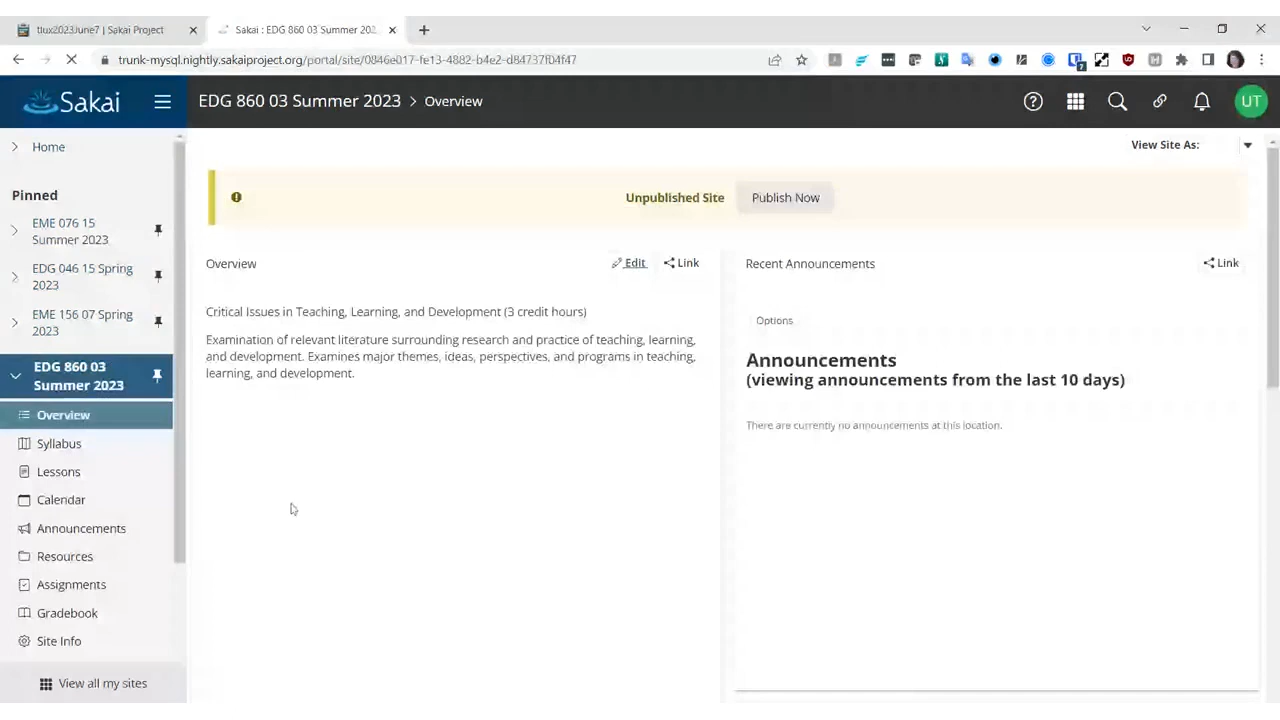 tlux2023June7 | Sakai Project
Sakai : EDG 860 03 Summer 202
trunk-mysql.nightly.sakaiproject.org/portal/site/0846e017-fe13-4882-b4e2-d84737f04f47
Sakai
EDG 860 03 Summer 2023 > Overview
UT
Home
View Site As:
Pinned
Unpublished Site
Publish Now
EME 076 15
Summer 2023
EDG 046 15 Spring
2023
EME 156 07 Spring
2023
EDG 860 03
Summer 2023
Overview
Syllabus
Lessons
Calendar
Announcements
Resources
Assignments
Gradebook
Site Info
View all my sites
Overview
Edit
Link
Critical Issues in Teaching, Learning, and Development (3 credit hours)
Examination of relevant literature surrounding research and practice of teaching, learning,
and development. Examines major themes, ideas, perspectives, and programs in teaching,
learning, and development.
Recent Announcements
Link
Options
Announcements
(viewing announcements from the last 10 days)
There are currently no announcements at this location.